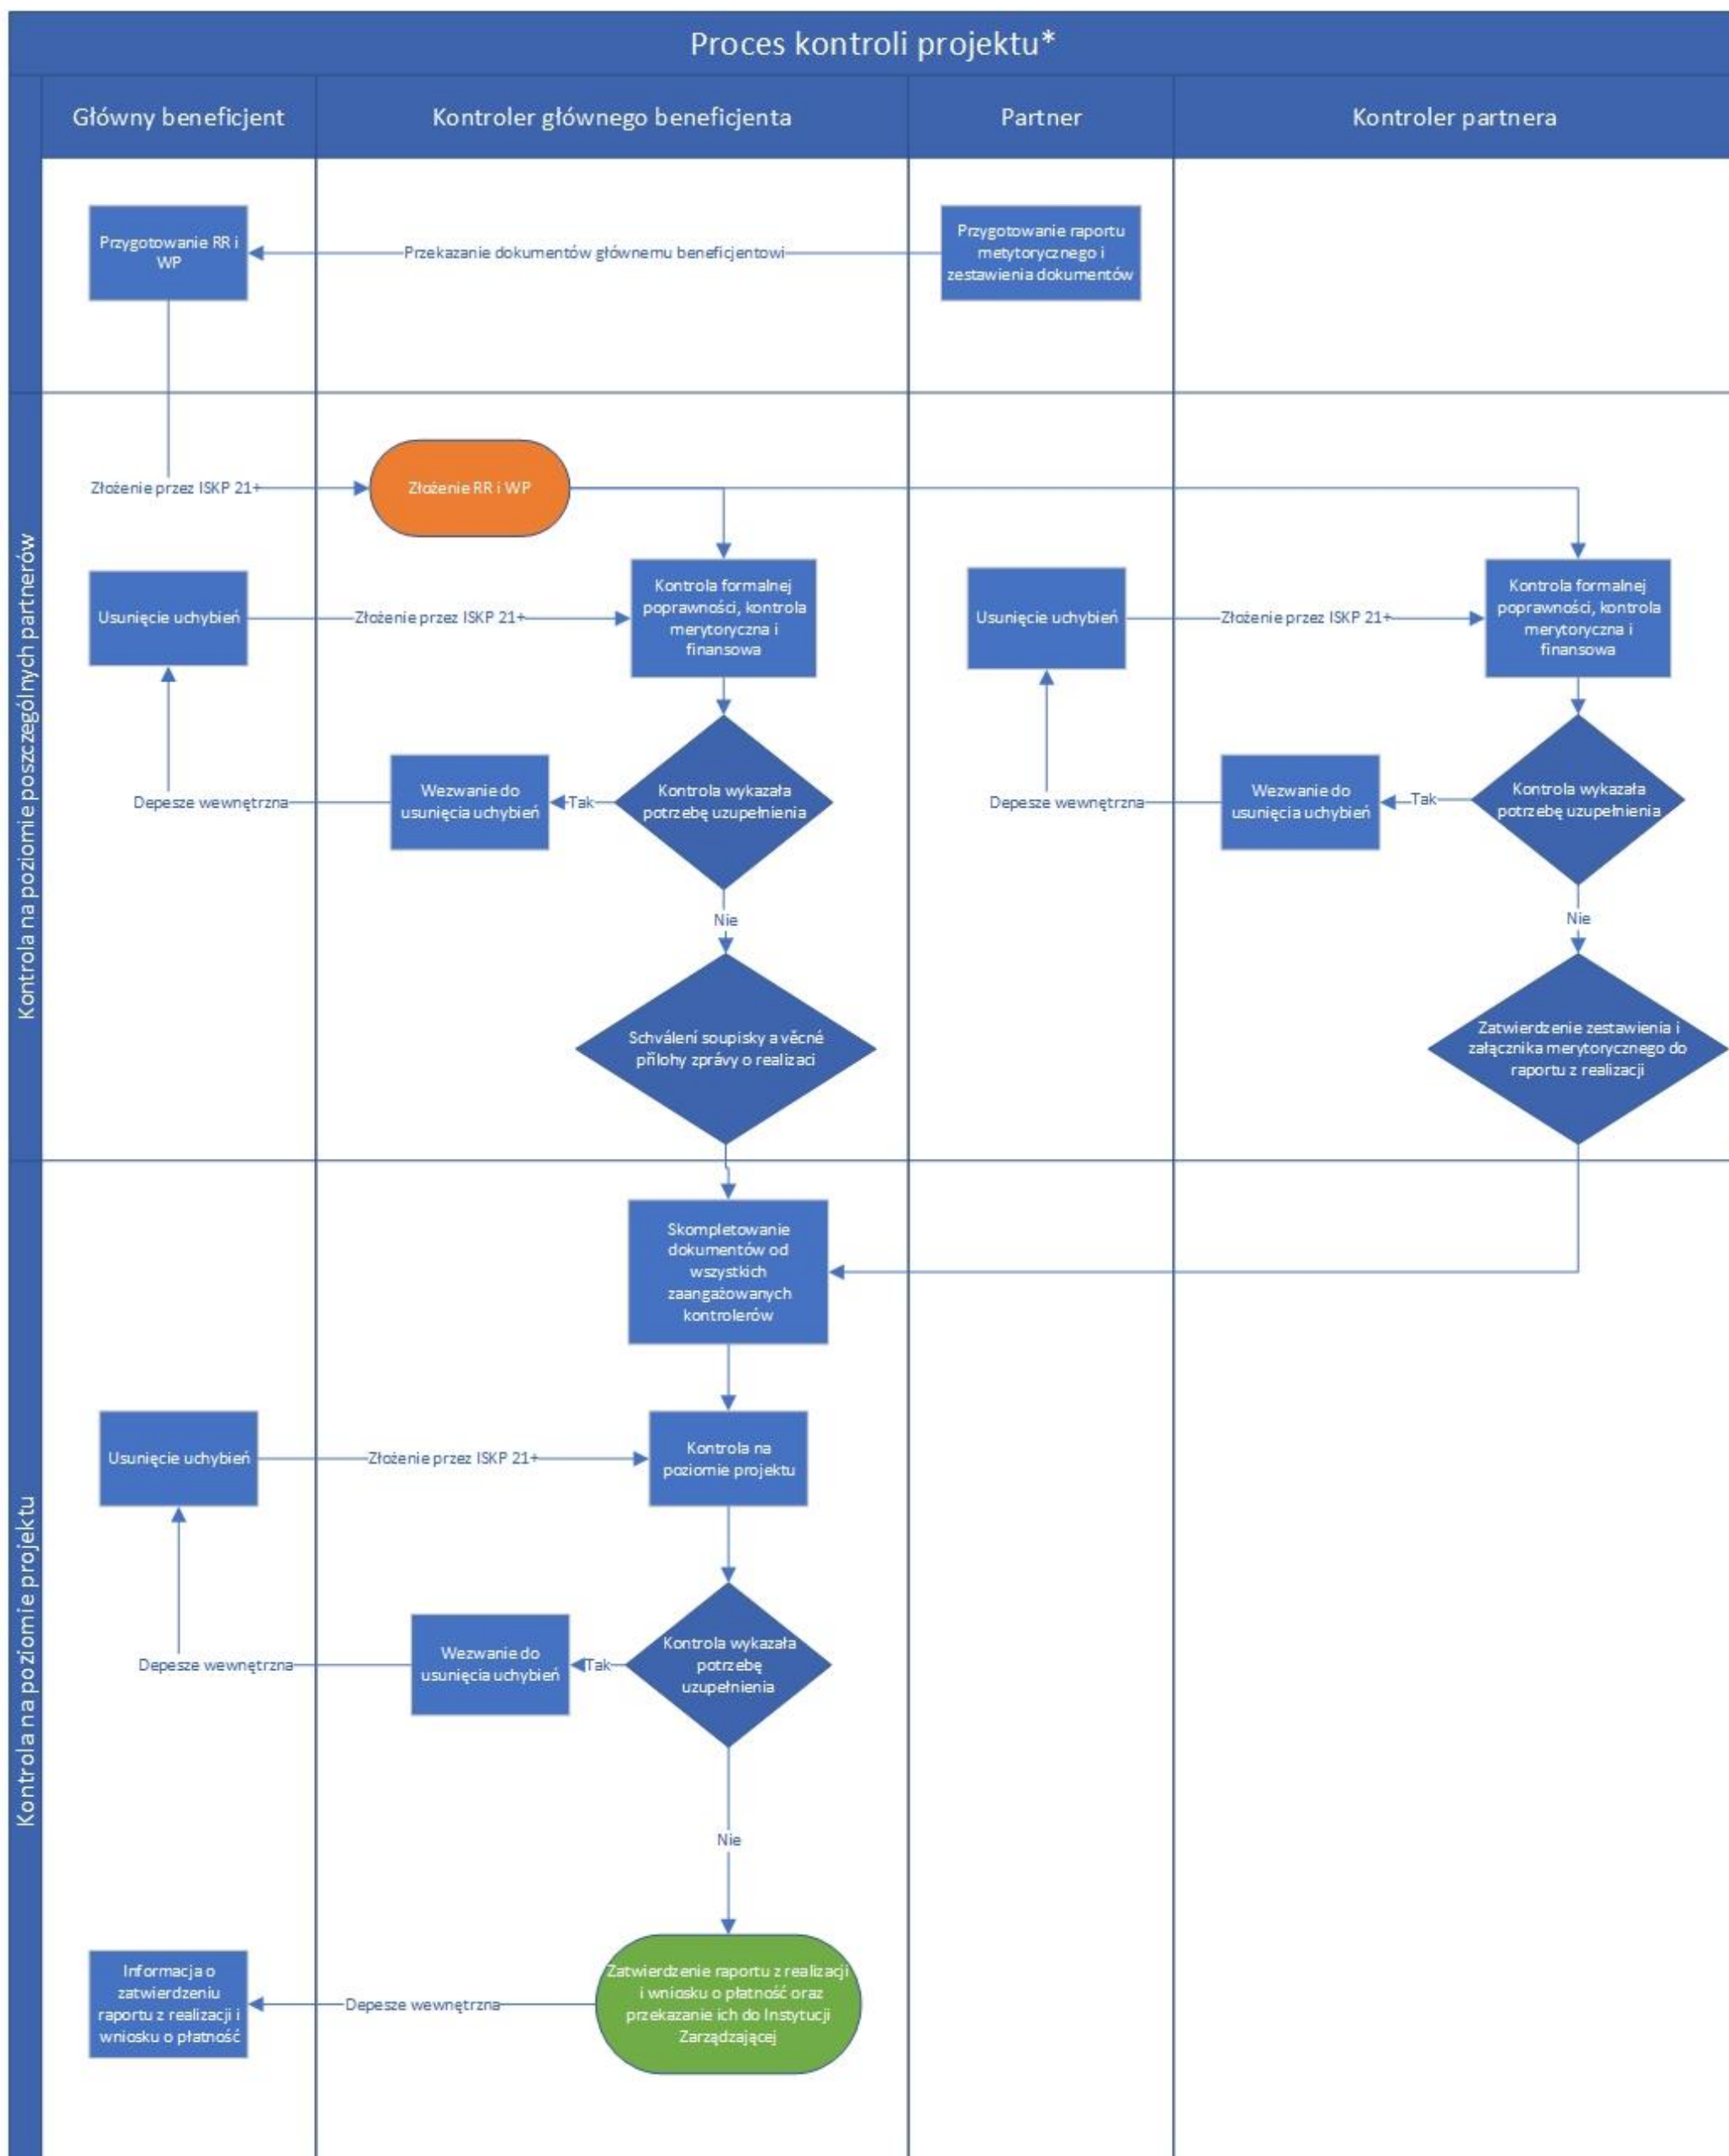 Proces kontroli projektu*
Główny beneficjent
Kontroler głównego beneficjenta
Partner
Kontroler partnera
Przygotowanie RR i
WP
Przekazanie dokumentów głównemu beneficjentowi
Przygotowanie raportu
metytorycznego i
zestawienia dokumentów
Kontrola na poziomie poszczególnych partnerów
Złożenie przez ISKP 21+
Złożenie RR i WP
Usunięcie uchybień
Złożenie przez ISKP 21+
Kontrola formalnej
poprawności, kontrola
merytoryczna i
finansowa
Usunięcie uchybień
Złożenie przez ISKP 21+
Kontrola formalnej
poprawności, kontrola
merytoryczna i
finansowa
Depesze wewnętrzna
Wezwanie do
usunięcia uchybień
Tak
Kontrola wykazała
potrzebę uzupełnienia
Depesze wewnętrzna
Wezwanie do
usunięcia uchybień
Tak
Kontrola wykazała
potrzebę uzupełnienia
Nie
Nie
Schválení soupisky a věcné
přílohy zprávy o realizaci
Zatwierdzenie zestawienia i
załącznika merytorycznego do
raportu z realizacji
Kontrola na poziomie projektu
Skompletowanie
dokumentów od
wszystkich
zaangażowanych
kontrolerów
Usunięcie uchybień
Złożenie przez ISKP 21+
Kontrola na
poziomie projektu
Depesze wewnętrzna
Wezwanie do
usunięcia uchybień
Tak
Kontrola wykazała
potrzebę
uzupełnienia
Nie
Informacja o
zatwierdzeniu
raportu z realizacji i
wniosku o płatność
Depesze wewnętrzna
Zatwierdzenie raportu z realizacji
i wniosku o płatność oraz
przekazanie ich do Instytucji
Zarządzającej